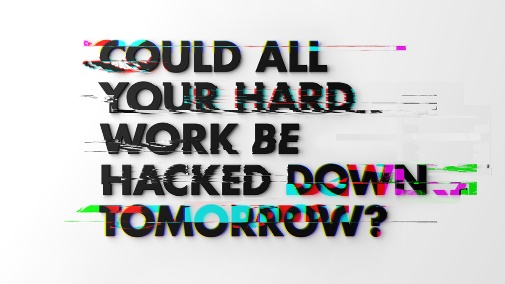 COULD ALL
YOUR HARD
WORK BE
HACKED DOWN
TOMORROW?